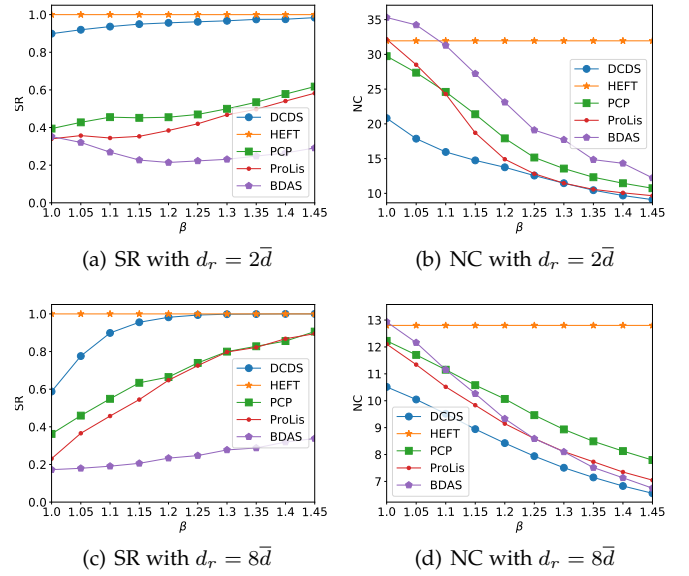 1.0
0.8
0.6
0.4
0.2
0.0
SR
DCDS
HEFT
PCP
ProLis
BDAS
1.0 1.05 1.1 1.15 1.2 1.25 1.3 1.35 1.4 1.45
β
(a) SR with $d_r = 2\overline{d}$
35
30
25
20
15
10
NC
DCDS
HEFT
PCP
ProLis
BDAS
1.0 1.05 1.1 1.15 1.2 1.25 1.3 1.35 1.4 1.45
β
(b) NC with $d_r = 2\overline{d}$
1.0
0.8
0.6
0.4
0.2
0.0
SR
DCDS
HEFT
PCP
ProLis
BDAS
1.0 1.05 1.1 1.15 1.2 1.25 1.3 1.35 1.4 1.45
β
(c) SR with $d_r = 8\overline{d}$
13
12
11
10
9
8
7
NC
DCDS
HEFT
PCP
ProLis
BDAS
1.0 1.05 1.1 1.15 1.2 1.25 1.3 1.35 1.4 1.45
β
(d) NC with $d_r = 8\overline{d}$